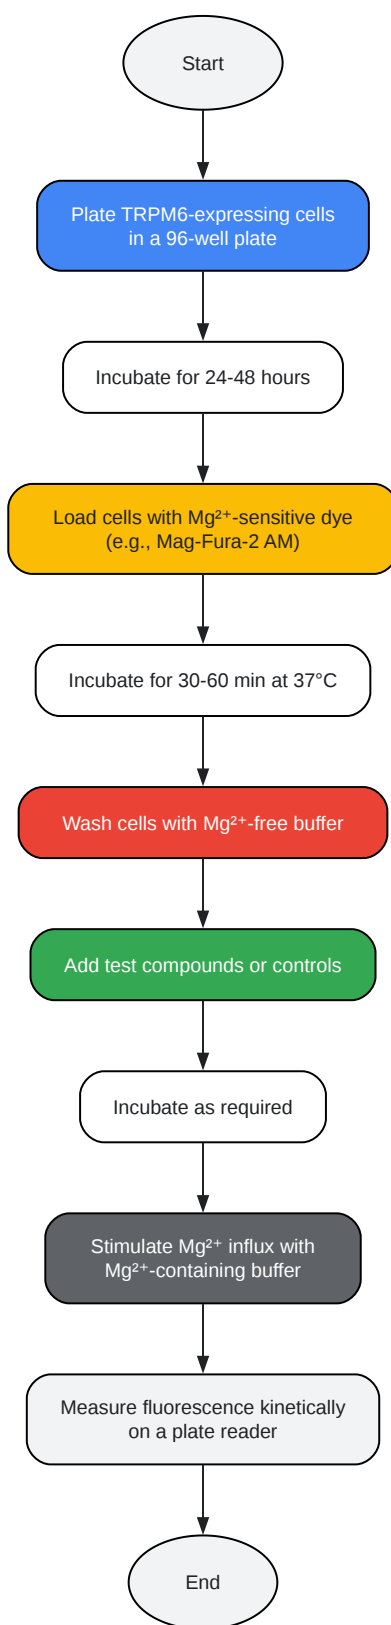 Start
Plate TRPM6-expressing cells
in a 96-well plate
Incubate for 24-48 hours
Load cells with Mg²⁺-sensitive dye
(e.g., Mag-Fura-2 AM)
Incubate for 30-60 min at 37°C
Wash cells with Mg²⁺-free buffer
Add test compounds or controls
Incubate as required
Stimulate Mg²⁺ influx with
Mg²⁺-containing buffer
Measure fluorescence kinetically
on a plate reader
End